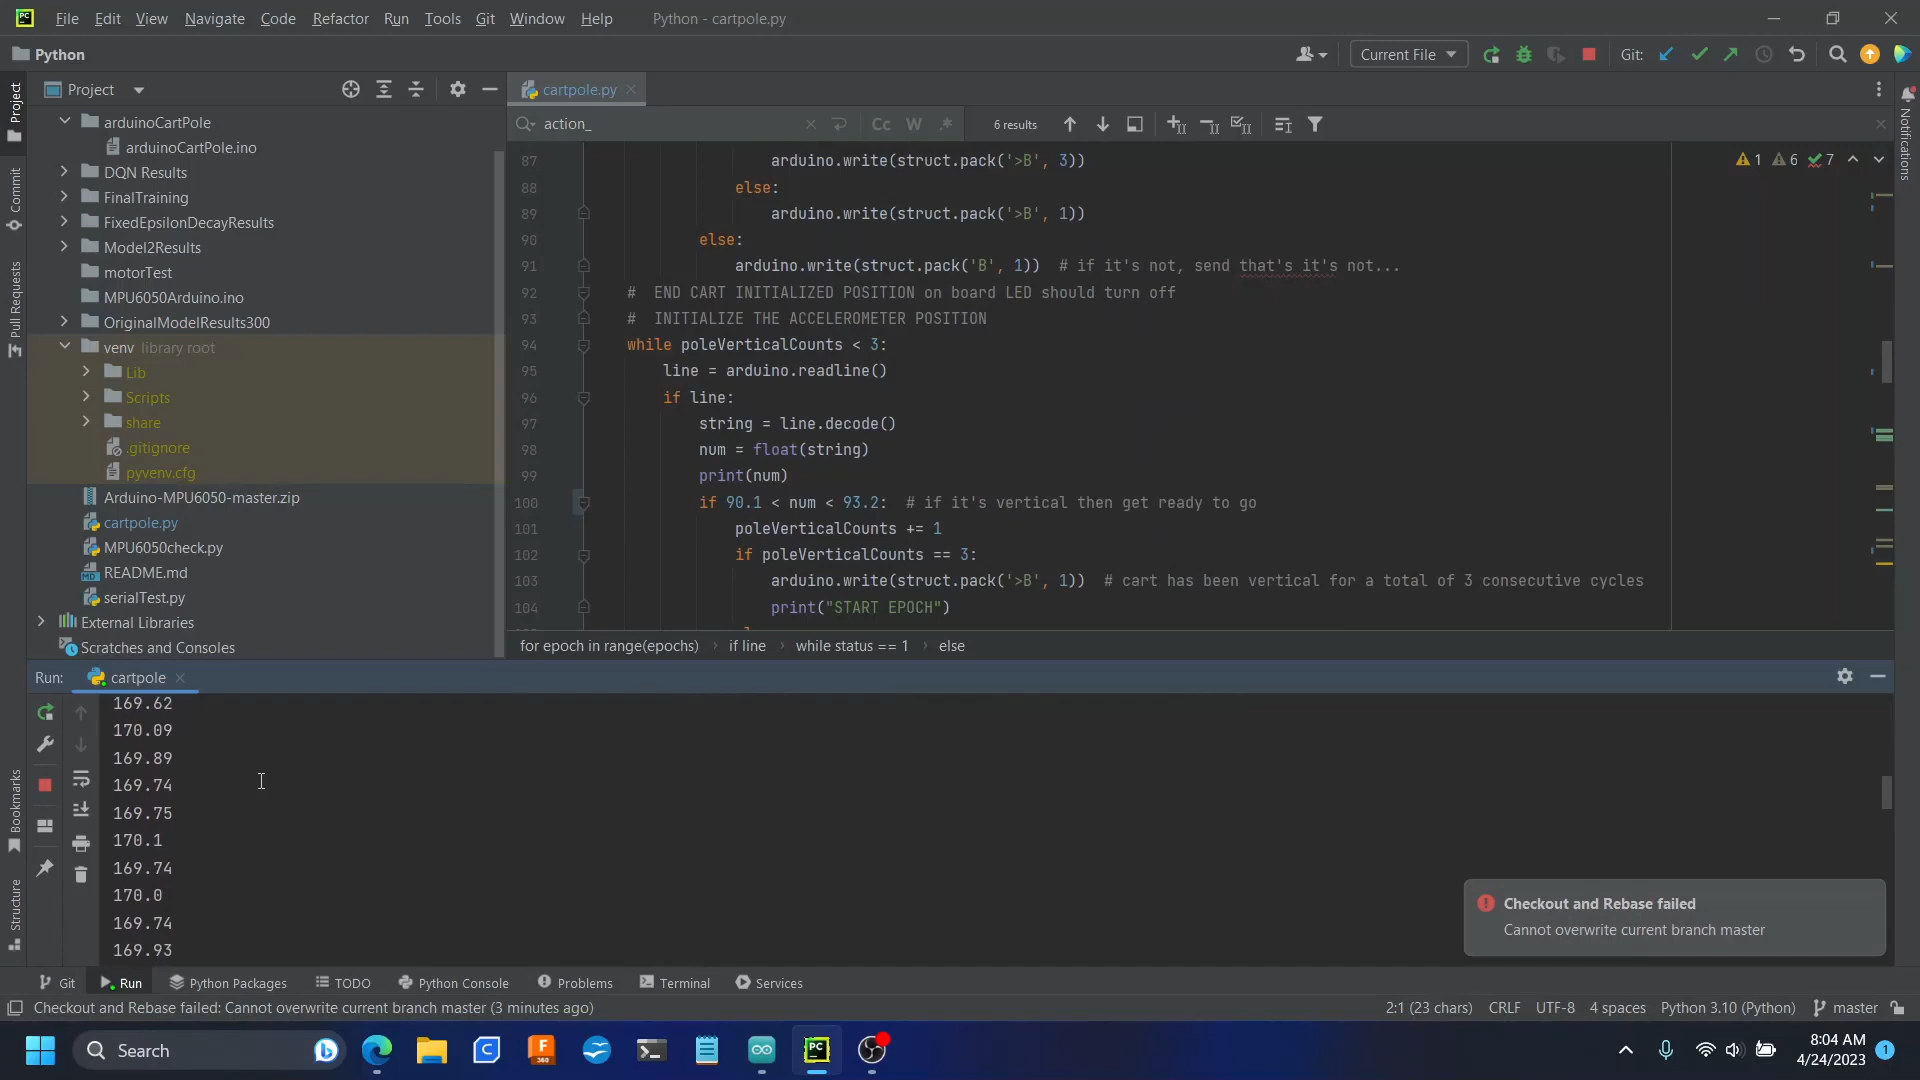 File Edit View Navigate Code Refactor Run Tools Git Window Help Python - cartpole.py
Python
Current File
Git:
Project
cartpole.py
action_
Cc W .*
6 results
Project
Commit
Pull Requests
Bookmarks
Structure
Notifications
arduinoCartPole
arduinoCartPole.ino
DQN Results
FinalTraining
FixedEpsilonDecayResults
Model2Results
motorTest
MPU6050Arduino.ino
OriginalModelResults300
venv library root
Lib
Scripts
share
.gitignore
pyvenv.cfg
Arduino-MPU6050-master.zip
cartpole.py
MPU6050check.py
README.md
serialTest.py
External Libraries
Scratches and Consoles
1 6 7
87 arduino.write(struct.pack('>B', 3))
88 else:
89 arduino.write(struct.pack('>B', 1))
90 else:
91 arduino.write(struct.pack('B', 1)) # if it's not, send that's it's not...
92 # END CART INITIALIZED POSITION on board LED should turn off
93 # INITIALIZE THE ACCELEROMETER POSITION
94 while poleVerticalCounts < 3:
95 line = arduino.readline()
96 if line:
97 string = line.decode()
98 num = float(string)
99 print(num)
100 if 90.1 < num < 93.2: # if it's vertical then get ready to go
101 poleVerticalCounts += 1
102 if poleVerticalCounts == 3:
103 arduino.write(struct.pack('>B', 1)) # cart has been vertical for a total of 3 consecutive cycles
104 print("START EPOCH")
for epoch in range(epochs) › if line › while status == 1 › else
Run: cartpole
169.62
170.09
169.89
169.74
169.75
170.1
169.74
170.0
169.74
169.93
Checkout and Rebase failed
Cannot overwrite current branch master
Git Run Python Packages TODO Python Console Problems Terminal Services
Checkout and Rebase failed: Cannot overwrite current branch master (3 minutes ago)
2:1 (23 chars) CRLF UTF-8 4 spaces Python 3.10 (Python) master
Search
8:04 AM
4/24/2023
1